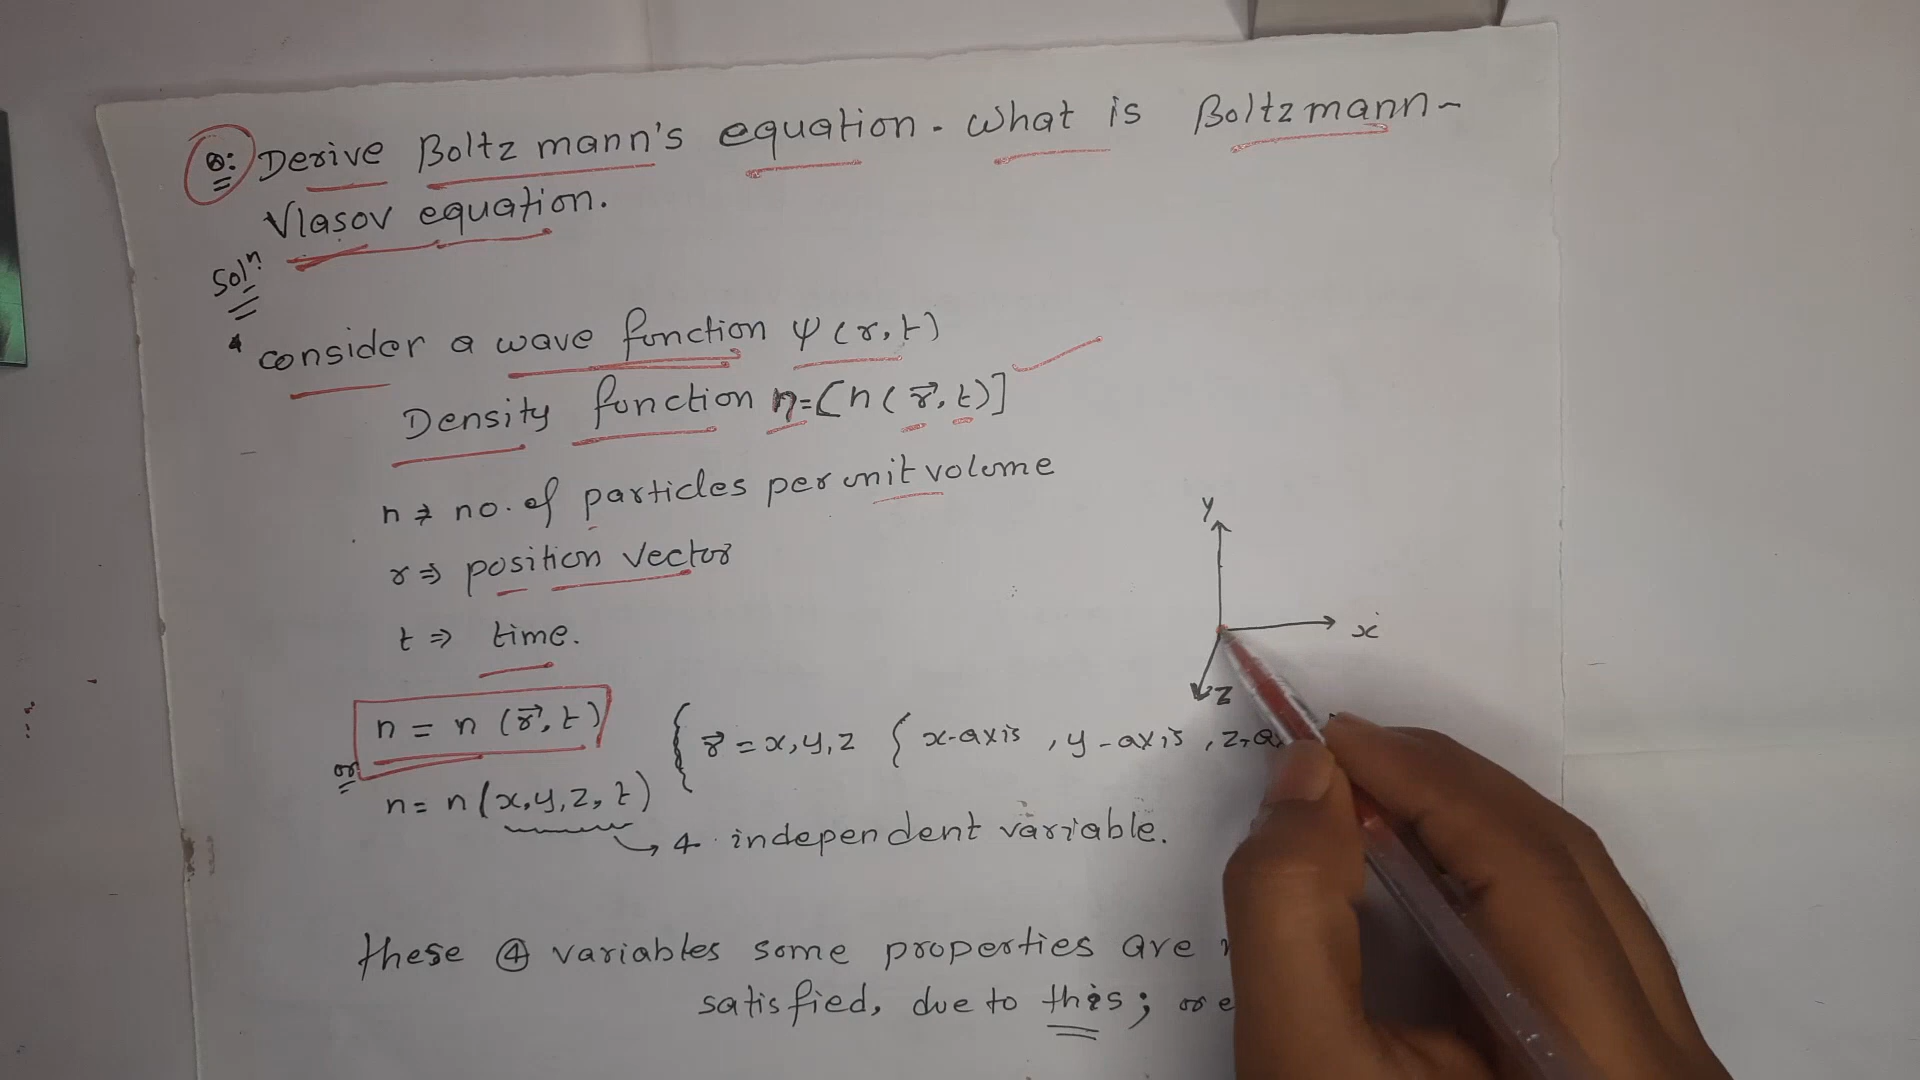 Q: Derive Boltzmann's equation. What is Boltzmann-
Vlasov equation.
Solⁿ
* consider a wave function ψ(r,t)
Density function n=[n(r⃗,t)]
n ⇒ no. of particles per unit volume
r ⇒ position vector
t ⇒ time.
n = n (r⃗, t)
{ r⃗ = x, y, z { x-axis, y-axis, z-
or
n = n(x, y, z, t)
↳ 4 independent variable.
Y
x
Z
these ④ variables some properties are
satisfied, due to this; or